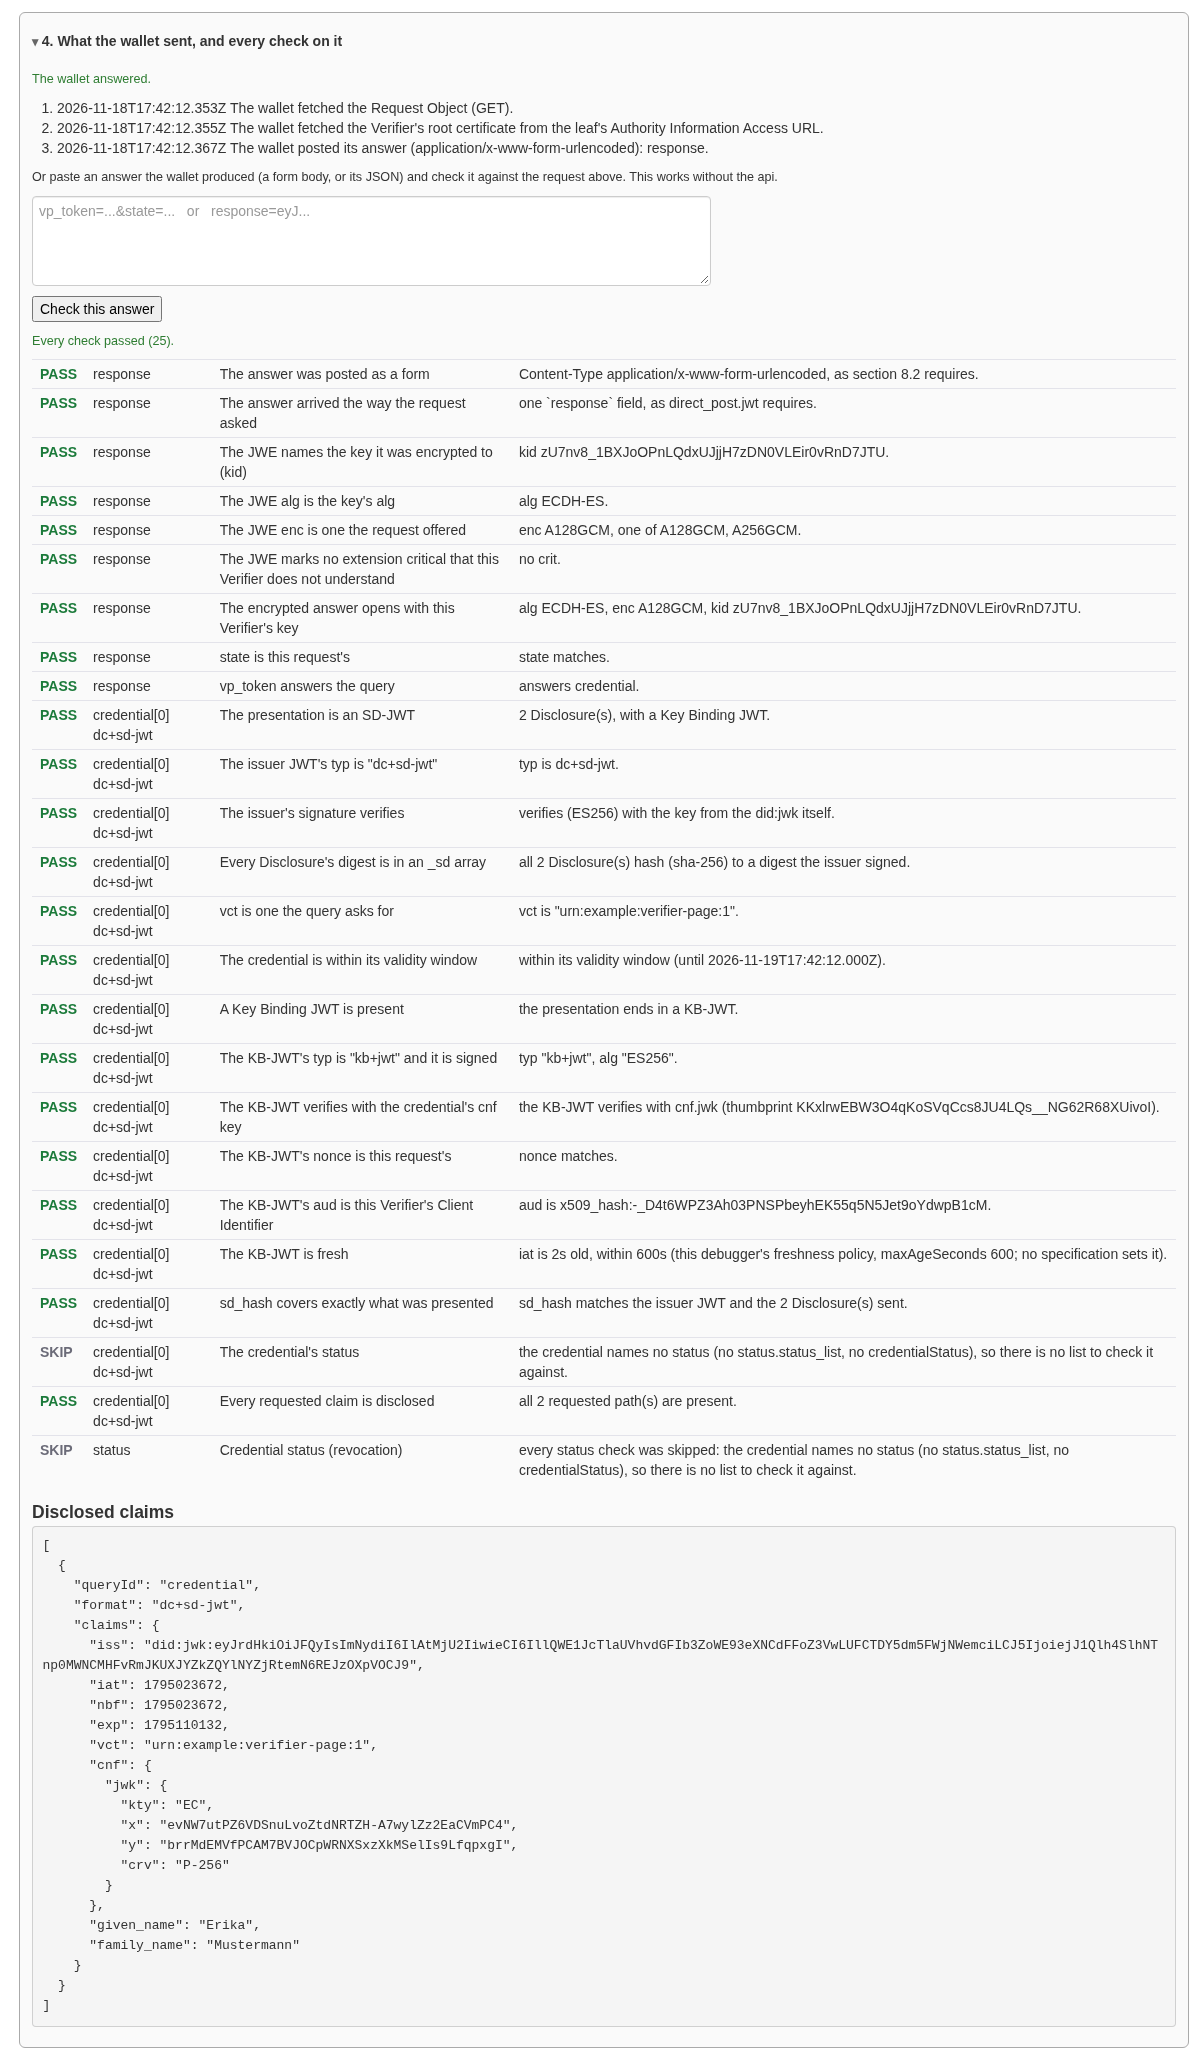 ▾ 4. What the wallet sent, and every check on it
The wallet answered.
1. 2026-11-18T17:42:12.353Z The wallet fetched the Request Object (GET).
2. 2026-11-18T17:42:12.355Z The wallet fetched the Verifier's root certificate from the leaf's Authority Information Access URL.
3. 2026-11-18T17:42:12.367Z The wallet posted its answer (application/x-www-form-urlencoded): response.
Or paste an answer the wallet produced (a form body, or its JSON) and check it against the request above. This works without the api.
vp_token=...&state=... or response=eyJ...
Check this answer
Every check passed (25).
PASS response The answer was posted as a form Content-Type application/x-www-form-urlencoded, as section 8.2 requires.
PASS response The answer arrived the way the request one `response` field, as direct_post.jwt requires.
asked
PASS response The JWE names the key it was encrypted to kid zU7nv8_1BXJoOPnLQdxUJjjH7zDN0VLEir0vRnD7JTU.
(kid)
PASS response The JWE alg is the key's alg alg ECDH-ES.
PASS response The JWE enc is one the request offered enc A128GCM, one of A128GCM, A256GCM.
PASS response The JWE marks no extension critical that this no crit.
Verifier does not understand
PASS response The encrypted answer opens with this alg ECDH-ES, enc A128GCM, kid zU7nv8_1BXJoOPnLQdxUJjjH7zDN0VLEir0vRnD7JTU.
Verifier's key
PASS response state is this request's state matches.
PASS response vp_token answers the query answers credential.
PASS credential[0] The presentation is an SD-JWT 2 Disclosure(s), with a Key Binding JWT.
dc+sd-jwt
PASS credential[0] The issuer JWT's typ is "dc+sd-jwt" typ is dc+sd-jwt.
dc+sd-jwt
PASS credential[0] The issuer's signature verifies verifies (ES256) with the key from the did:jwk itself.
dc+sd-jwt
PASS credential[0] Every Disclosure's digest is in an _sd array all 2 Disclosure(s) hash (sha-256) to a digest the issuer signed.
dc+sd-jwt
PASS credential[0] vct is one the query asks for vct is "urn:example:verifier-page:1".
dc+sd-jwt
PASS credential[0] The credential is within its validity window within its validity window (until 2026-11-19T17:42:12.000Z).
dc+sd-jwt
PASS credential[0] A Key Binding JWT is present the presentation ends in a KB-JWT.
dc+sd-jwt
PASS credential[0] The KB-JWT's typ is "kb+jwt" and it is signed typ "kb+jwt", alg "ES256".
dc+sd-jwt
PASS credential[0] The KB-JWT verifies with the credential's cnf the KB-JWT verifies with cnf.jwk (thumbprint KKxlrwEBW3O4qKoSVqCcs8JU4LQs__NG62R68XUivoI).
dc+sd-jwt key
PASS credential[0] The KB-JWT's nonce is this request's nonce matches.
dc+sd-jwt
PASS credential[0] The KB-JWT's aud is this Verifier's Client aud is x509_hash:-_D4t6WPZ3Ah03PNSPbeyhEK55q5N5Jet9oYdwpB1cM.
dc+sd-jwt Identifier
PASS credential[0] The KB-JWT is fresh iat is 2s old, within 600s (this debugger's freshness policy, maxAgeSeconds 600; no specification sets it).
dc+sd-jwt
PASS credential[0] sd_hash covers exactly what was presented sd_hash matches the issuer JWT and the 2 Disclosure(s) sent.
dc+sd-jwt
SKIP credential[0] The credential's status the credential names no status (no status.status_list, no credentialStatus), so there is no list to check it
dc+sd-jwt against.
PASS credential[0] Every requested claim is disclosed all 2 requested path(s) are present.
dc+sd-jwt
SKIP status Credential status (revocation) every status check was skipped: the credential names no status (no status.status_list, no
credentialStatus), so there is no list to check it against.
Disclosed claims
[
{
"queryId": "credential",
"format": "dc+sd-jwt",
"claims": {
"iss": "did:jwk:eyJrdHkiOiJFQyIsImNydiI6IlAtMjU2IiwieCI6IllQWE1JcTlaUVhvdGFIb3ZoWE93eXNCdFFoZ3VwLUFCTDY5dm5FWjNWemciLCJ5IjoiejJ1Qlh4SlhNT
np0MWNCMHFvRmJKUXJYZkZQYlNYZjRtemN6REJzOXpVOCJ9",
"iat": 1795023672,
"nbf": 1795023672,
"exp": 1795110132,
"vct": "urn:example:verifier-page:1",
"cnf": {
"jwk": {
"kty": "EC",
"x": "evNW7utPZ6VDSnuLvoZtdNRTZH-A7wylZz2EaCVmPC4",
"y": "brrMdEMVfPCAM7BVJOCpWRNXSxzXkMSelIs9LfqpxgI",
"crv": "P-256"
}
},
"given_name": "Erika",
"family_name": "Mustermann"
}
}
]